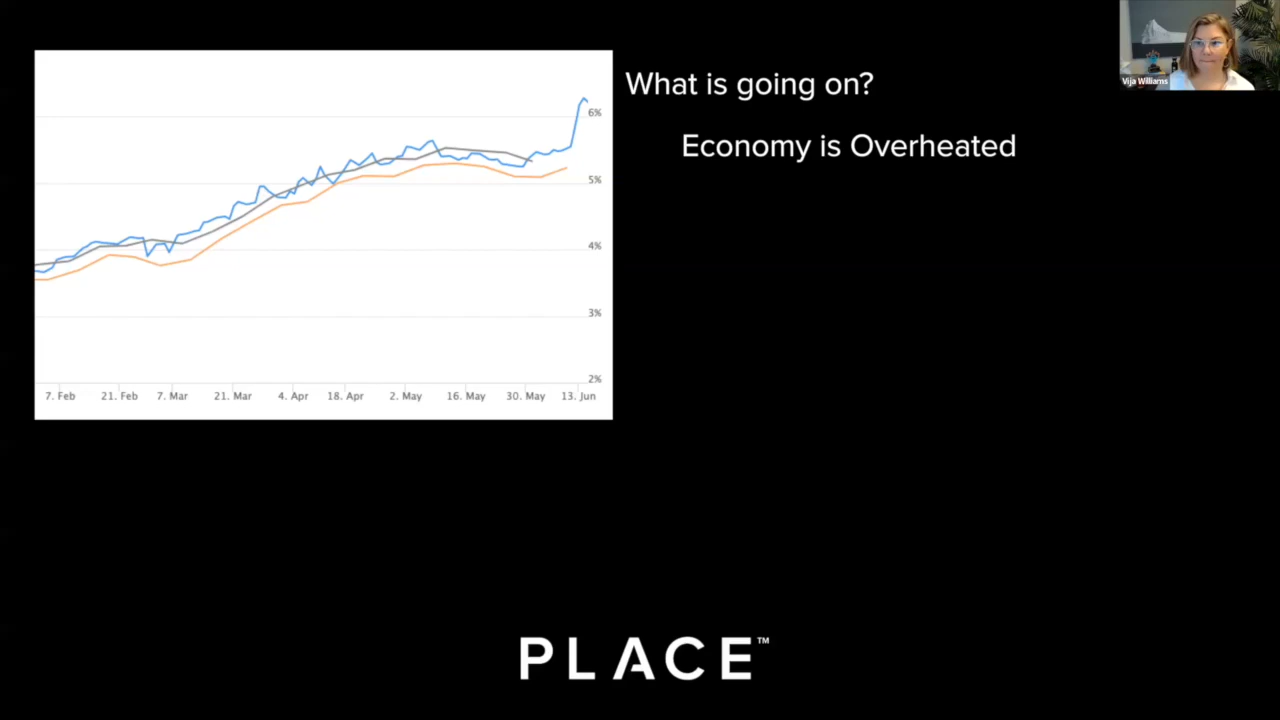 Vija Williams
What is going on?
Economy is Overheated
6%
5%
4%
3%
2%
7. Feb 21. Feb 7. Mar 21. Mar 4. Apr 18. Apr 2. May 16. May 30. May 13. Jun
PLACE™